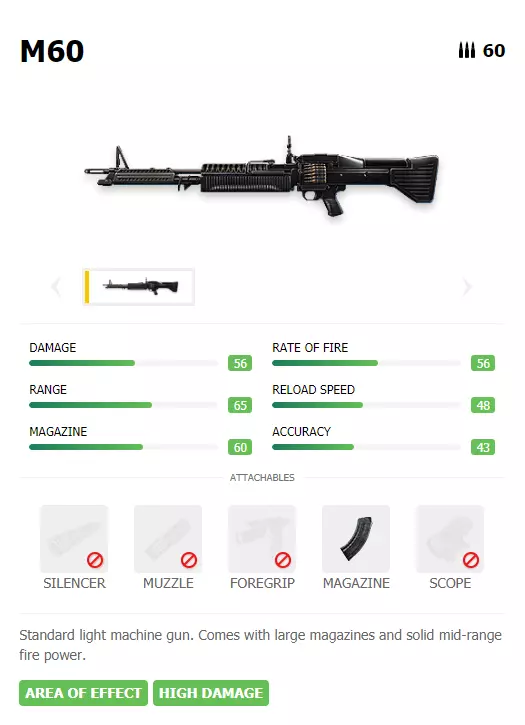 M60
60
DAMAGE
56
RATE OF FIRE
56
RANGE
65
RELOAD SPEED
48
MAGAZINE
60
ACCURACY
43
ATTACHABLES
SILENCER
MUZZLE
FOREGRIP
MAGAZINE
SCOPE
Standard light machine gun. Comes with large magazines and solid mid-range
fire power.
AREA OF EFFECT
HIGH DAMAGE